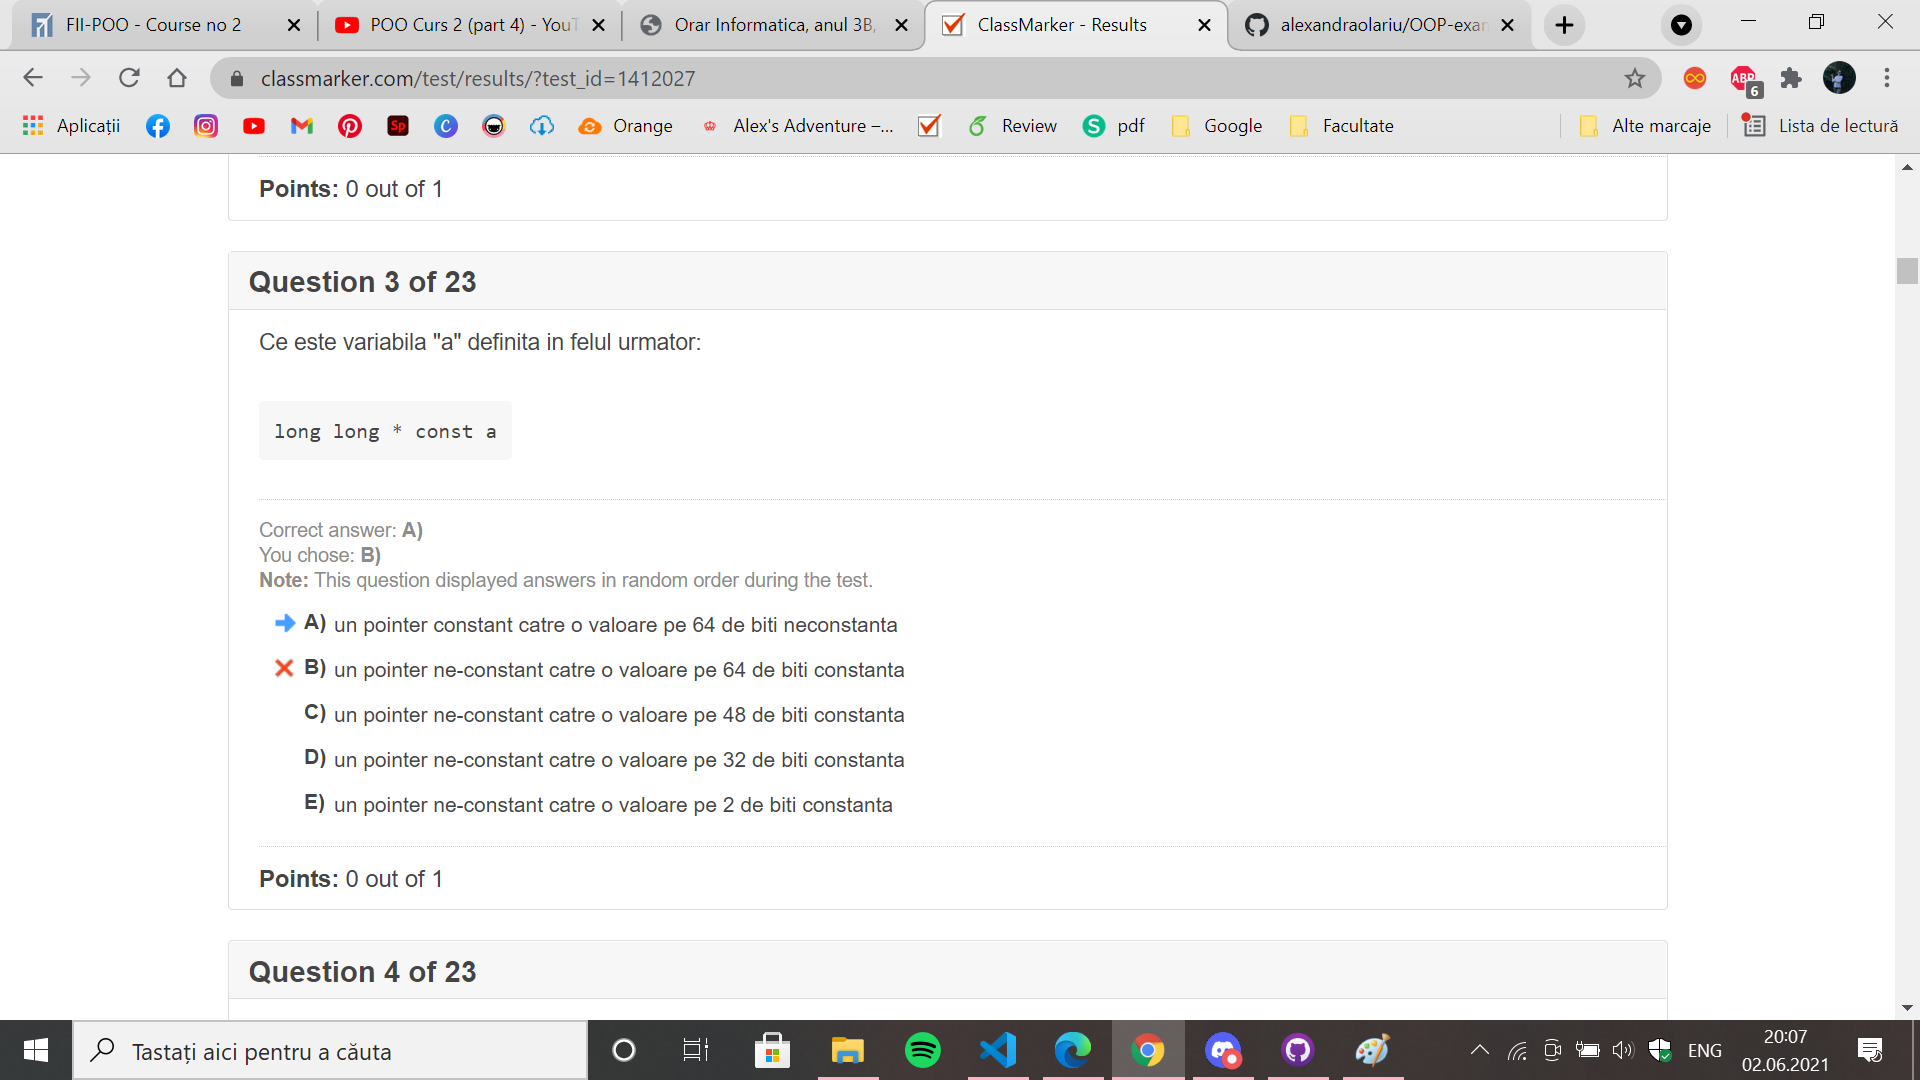 FII-POO - Course no 2
POO Curs 2 (part 4) - YouT
Orar Informatica, anul 3B,
ClassMarker - Results
alexandraolariu/OOP-exan
classmarker.com/test/results/?test_id=1412027
ABP
6
Aplicații
Sp
Orange
Alex's Adventure –...
Review
S
pdf
Google
Facultate
Alte marcaje
Lista de lectură
Points: 0 out of 1
Question 3 of 23
Ce este variabila "a" definita in felul urmator:
long long * const a
Correct answer: A)
You chose: B)
Note: This question displayed answers in random order during the test.
A) un pointer constant catre o valoare pe 64 de biti neconstanta
B) un pointer ne-constant catre o valoare pe 64 de biti constanta
C) un pointer ne-constant catre o valoare pe 48 de biti constanta
D) un pointer ne-constant catre o valoare pe 32 de biti constanta
E) un pointer ne-constant catre o valoare pe 2 de biti constanta
Points: 0 out of 1
Question 4 of 23
Tastați aici pentru a căuta
ENG
20:07
02.06.2021